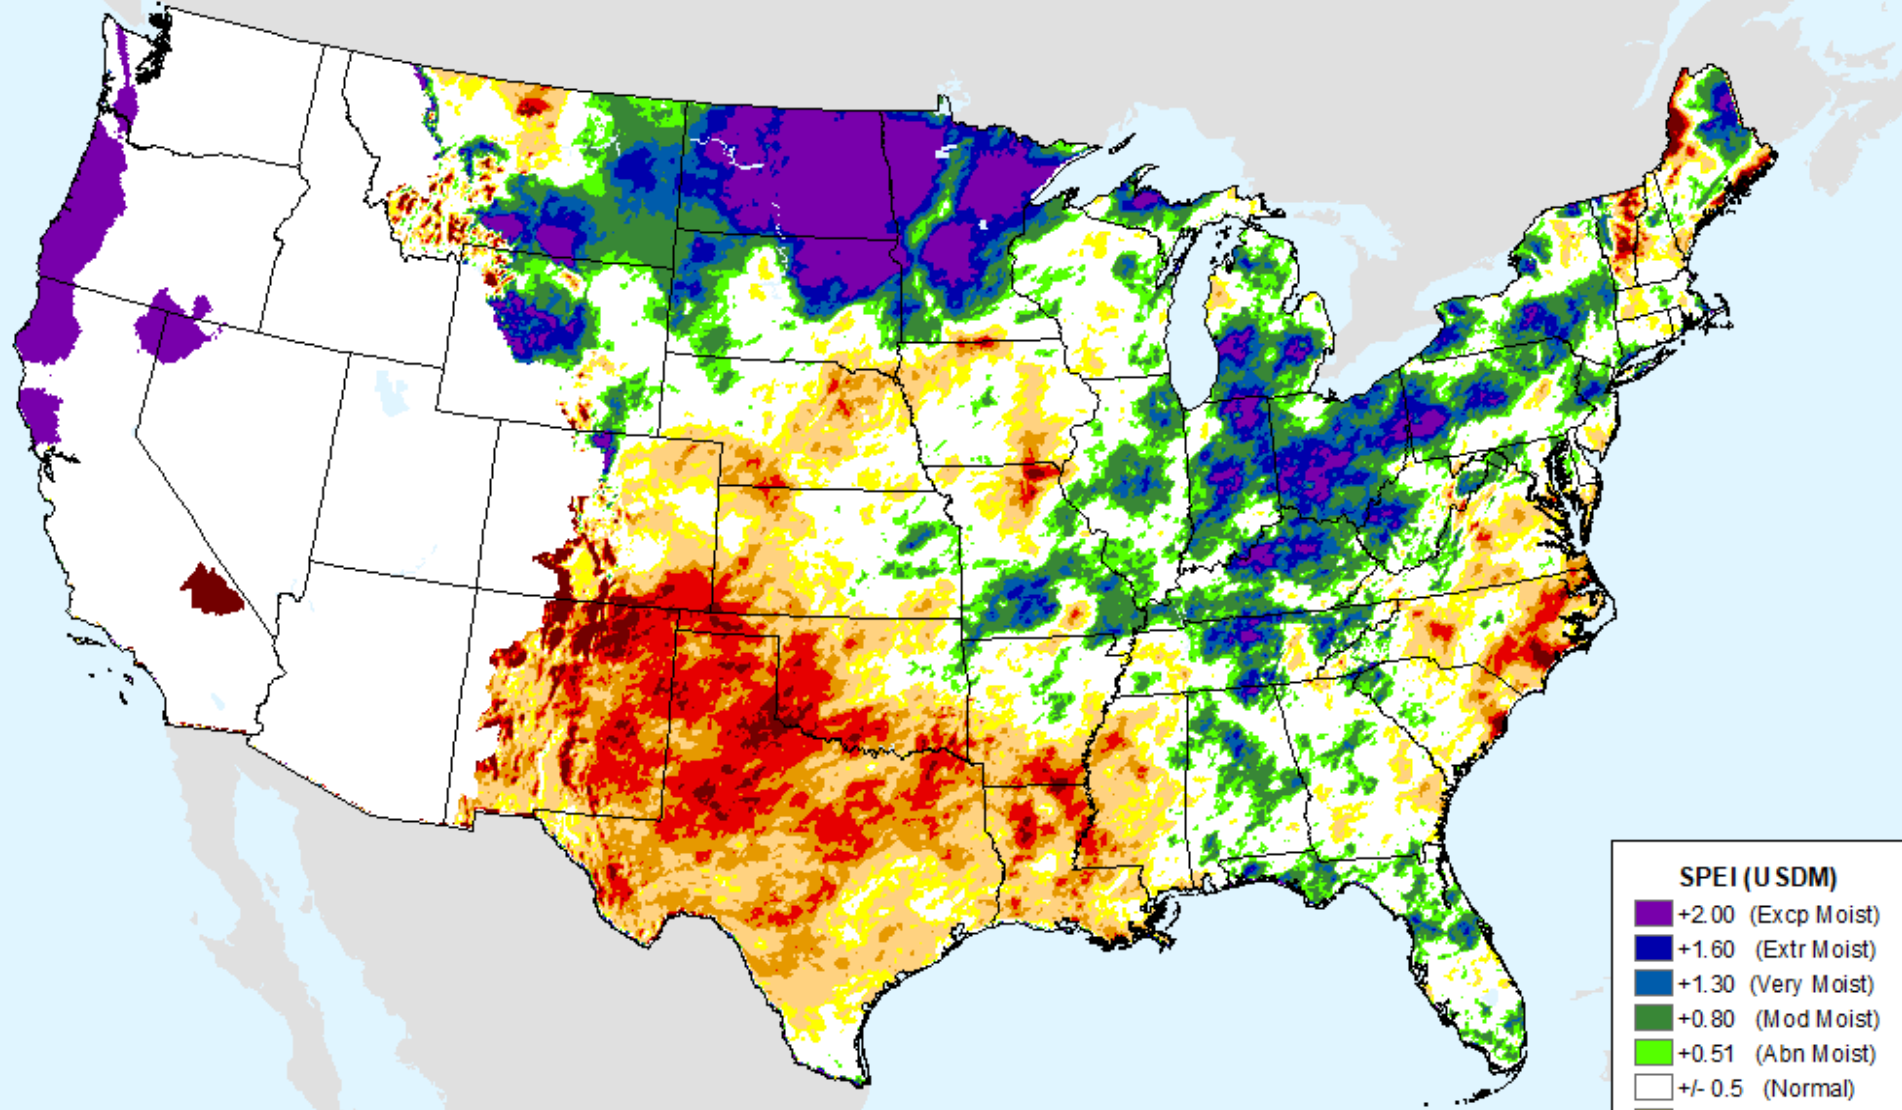 SPEI (USDM)
+2.00 (Excp Moist)
+1.60 (Extr Moist)
+1.30 (Very Moist)
+0.80 (Mod Moist)
+0.51 (Abn Moist)
+/- 0.5 (Normal)